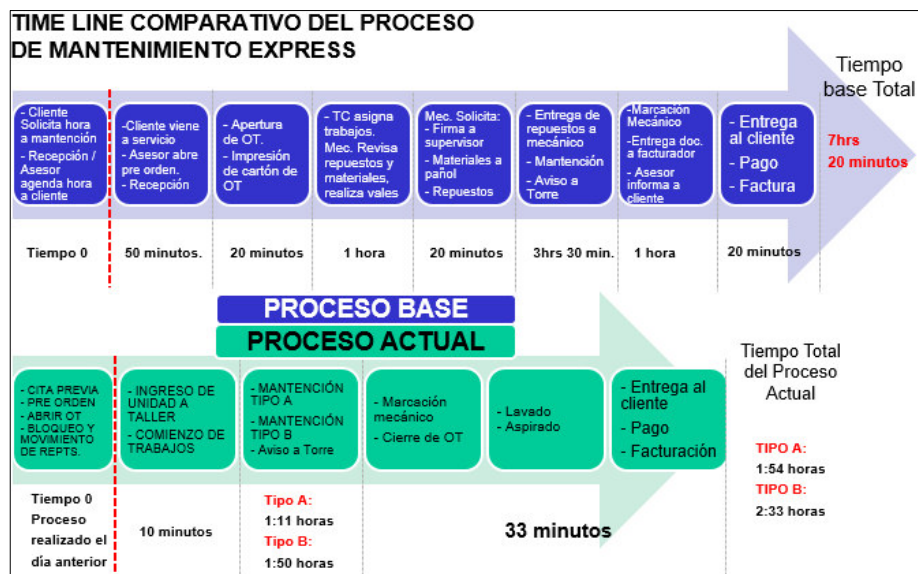 TIME LINE COMPARATIVO DEL PROCESO
DE MANTENIMIENTO EXPRESS
Tiempo
base Total
7hrs
20 minutos
- Cliente
Solicita hora
a mantención
- Recepción /
Asesor
agenda hora
a cliente
-Cliente viene
a servicio
- Asesor abre
pre orden.
- Recepción
- Apertura
de OT.
- Impresión
de cartón de
OT
- TC asigna
trabajos.
Mec. Revisa
repuestos y
materiales,
realiza vales
Mec. Solicita:
- Firma a
supervisor
- Materiales a
pañol
- Repuestos
- Entrega de
repuestos a
mecánico
- Mantención
- Aviso a
Torre
-Marcación
Mecánico
-Entrega doc.
a facturador
- Asesor
informa a
cliente
- Entrega
al cliente
- Pago
- Factura
Tiempo 0
50 minutos.
20 minutos
1 hora
20 minutos
3hrs 30 min.
1 hora
20 minutos
PROCESO BASE
PROCESO ACTUAL
- CITA PREVIA
- PRE ORDEN
- ABRIR OT
- BLOQUEO Y
MOVIMIENTO
DE REPTS.
- INGRESO DE
UNIDAD A
TALLER
- COMIENZO DE
TRABAJOS
- MANTENCIÓN
TIPO A
- MANTENCIÓN
TIPO B
- Aviso a Torre
- Marcación
mecánico
- Cierre de OT
- Lavado
- Aspirado
- Entrega al
cliente
- Pago
- Facturación
Tiempo Total
del Proceso
Actual
TIPO A:
1:54 horas
TIPO B:
2:33 horas
Tiempo 0
Proceso
realizado el
día anterior
10 minutos
Tipo A:
1:11 horas
Tipo B:
1:50 horas
33 minutos